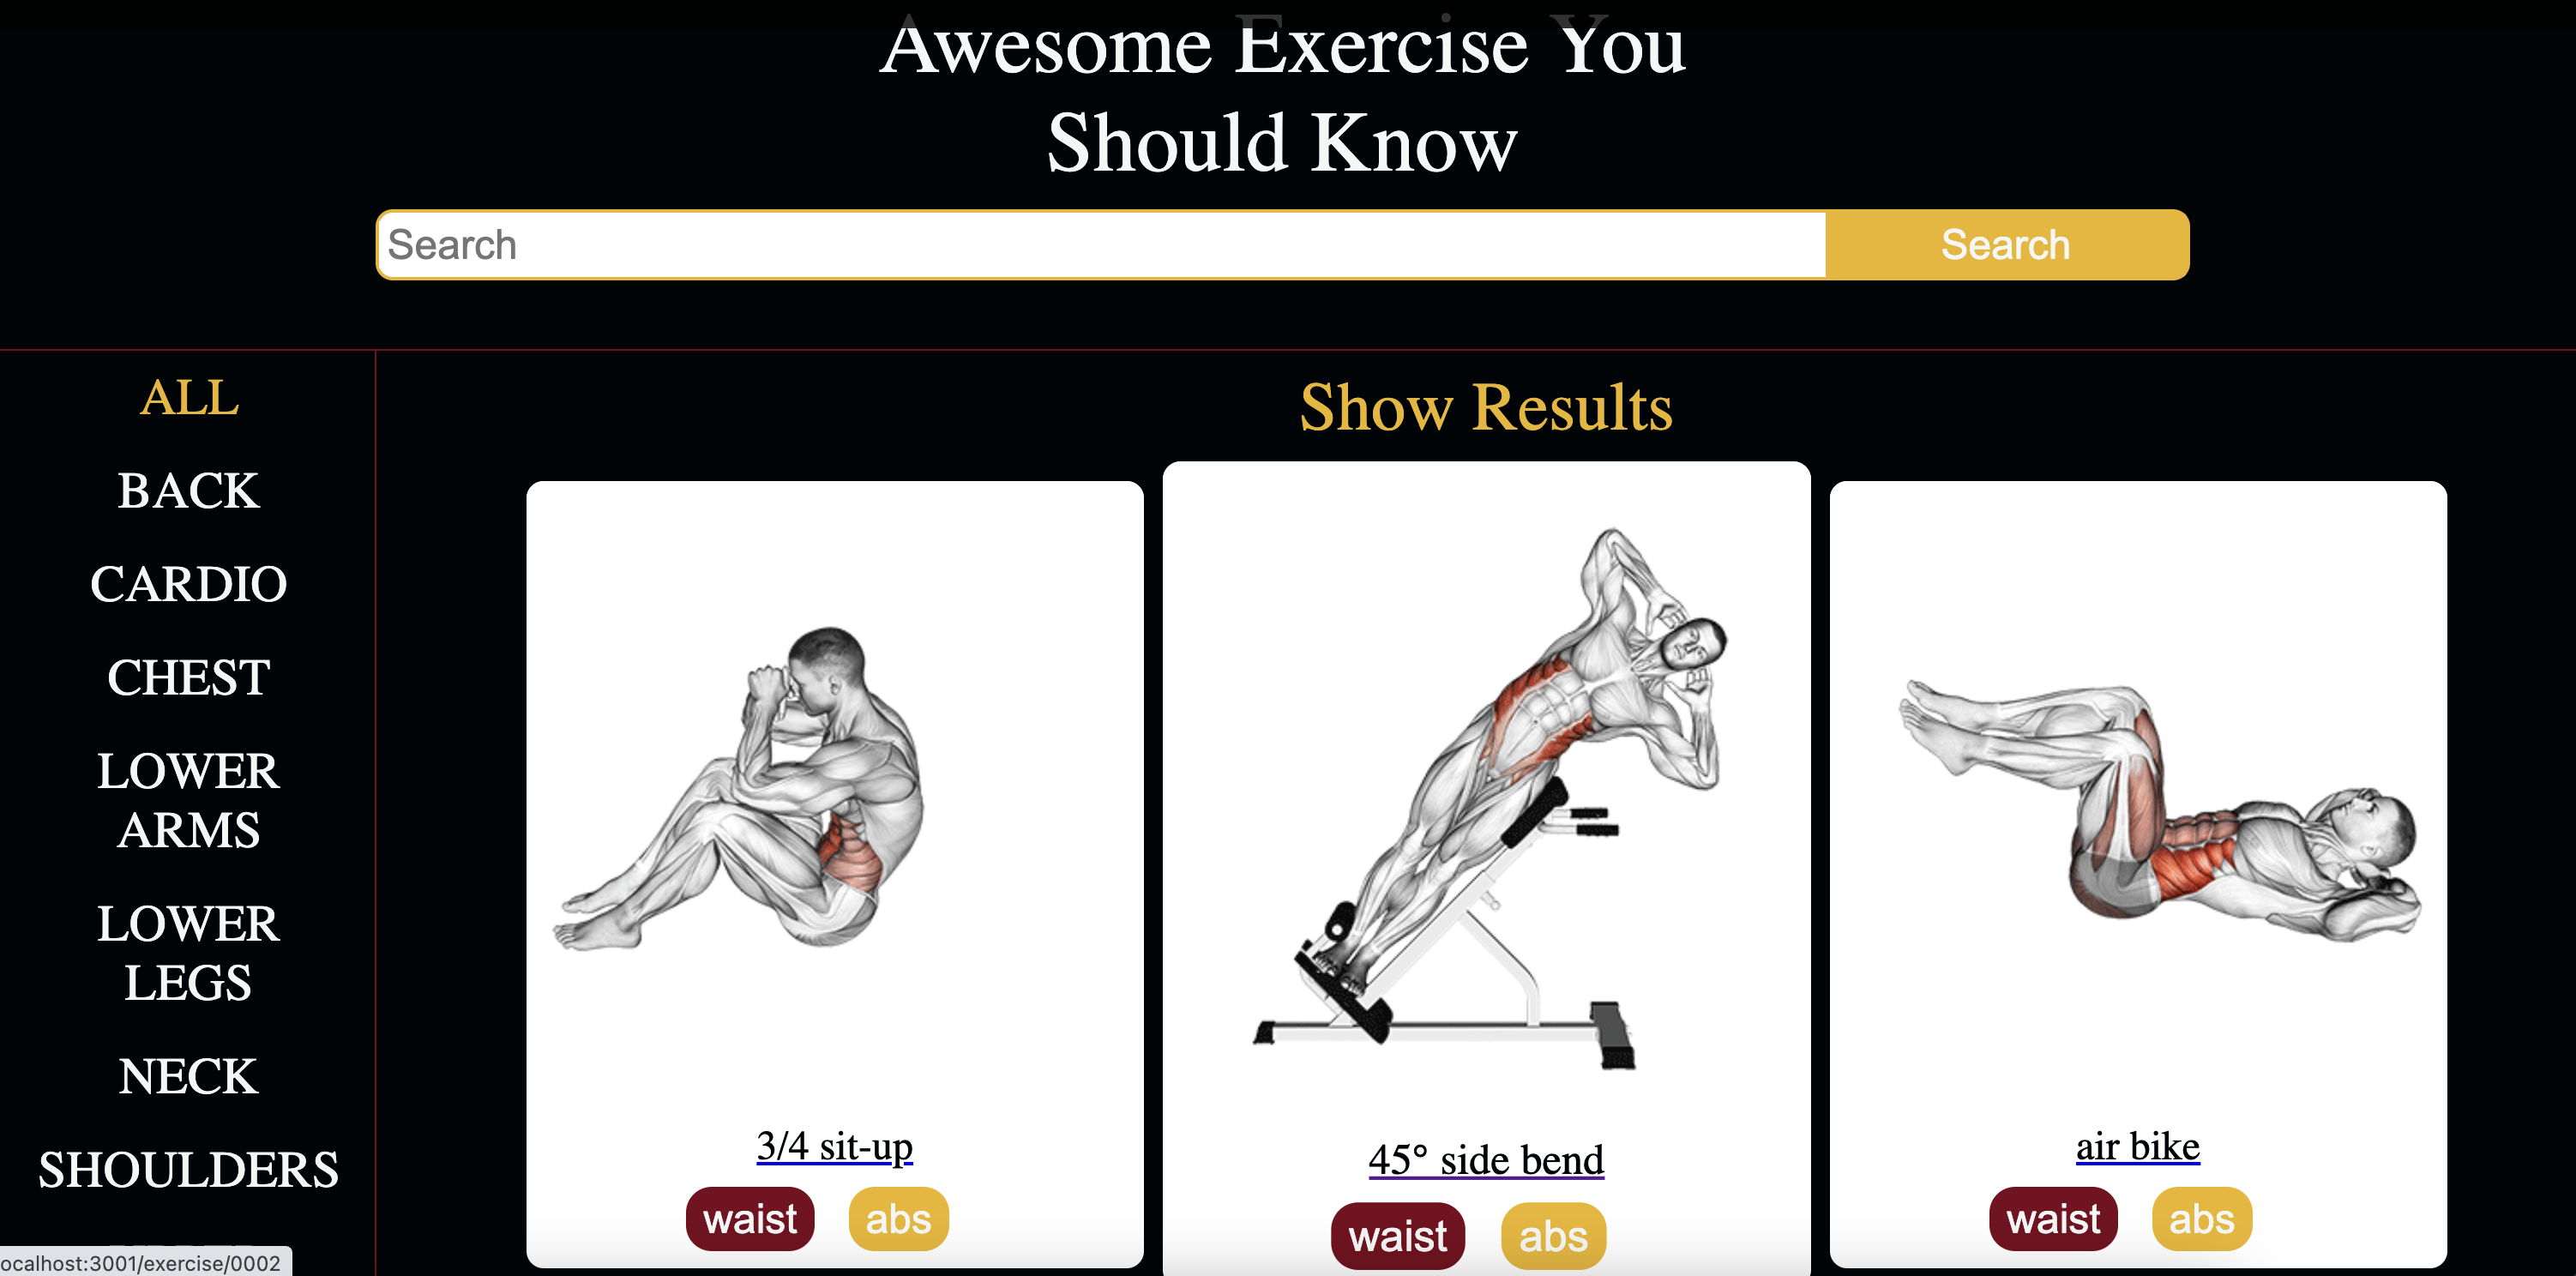 Awesome Exercise You
Should Know
Search
Search
ALL
BACK
CARDIO
CHEST
LOWER
ARMS
LOWER
LEGS
NECK
SHOULDERS
Show Results
3/4 sit-up
waist abs
45° side bend
waist abs
air bike
waist abs
ocalhost:3001/exercise/0002